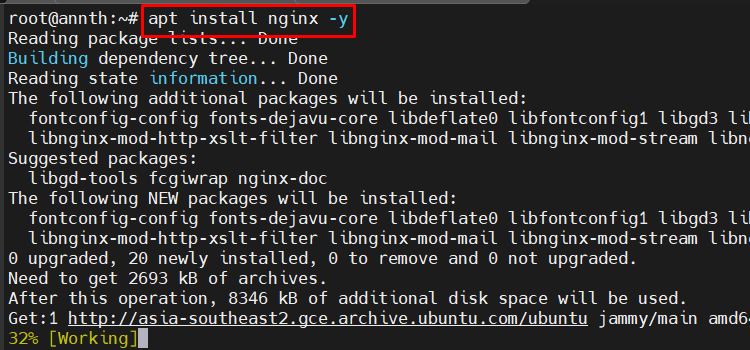 root@annth:~# apt install nginx -y
Reading package lists... Done
Building dependency tree... Done
Reading state information... Done
The following additional packages will be installed:
  fontconfig-config fonts-dejavu-core libdeflate0 libfontconfig1 libgd3 li
  libnginx-mod-http-xslt-filter libnginx-mod-mail libnginx-mod-stream libn
Suggested packages:
  libgd-tools fcgiwrap nginx-doc
The following NEW packages will be installed:
  fontconfig-config fonts-dejavu-core libdeflate0 libfontconfig1 libgd3 li
  libnginx-mod-http-xslt-filter libnginx-mod-mail libnginx-mod-stream libn
0 upgraded, 20 newly installed, 0 to remove and 0 not upgraded.
Need to get 2693 kB of archives.
After this operation, 8346 kB of additional disk space will be used.
Get:1 http://asia-southeast2.gce.archive.ubuntu.com/ubuntu jammy/main amd64
32% [Working]